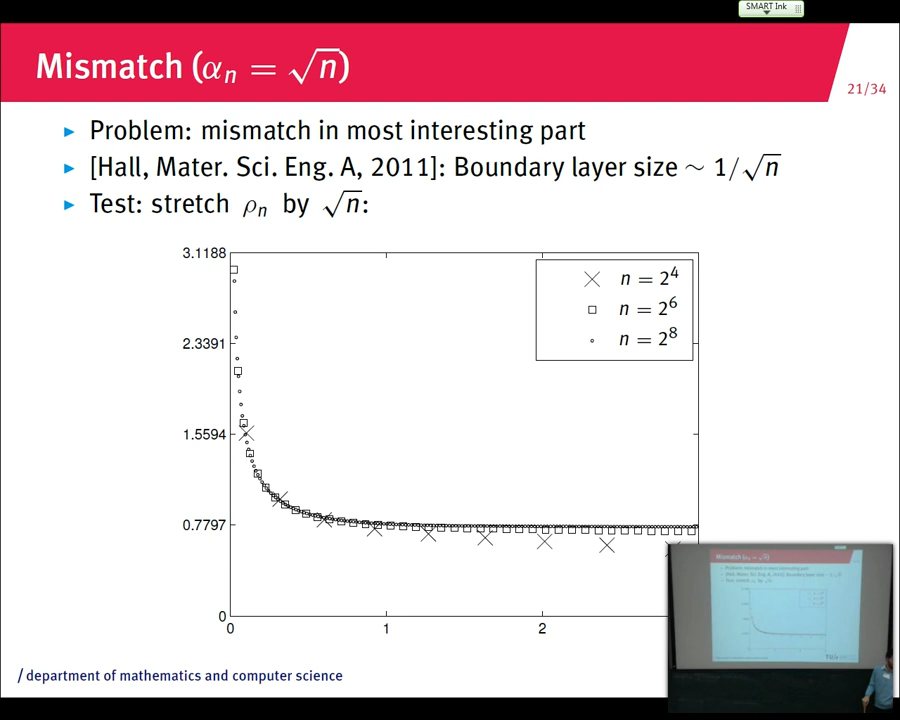 SMART Ink
Mismatch (αₙ = √n)
21/34
▸ Problem: mismatch in most interesting part
▸ [Hall, Mater. Sci. Eng. A, 2011]: Boundary layer size ∼ 1/√n
▸ Test: stretch ρₙ by √n:
3.1188
2.3391
1.5594
0.7797
0
n = 2⁴
n = 2⁶
n = 2⁸
0 1 2
/ department of mathematics and computer science
Mismatch (αₙ = √n)